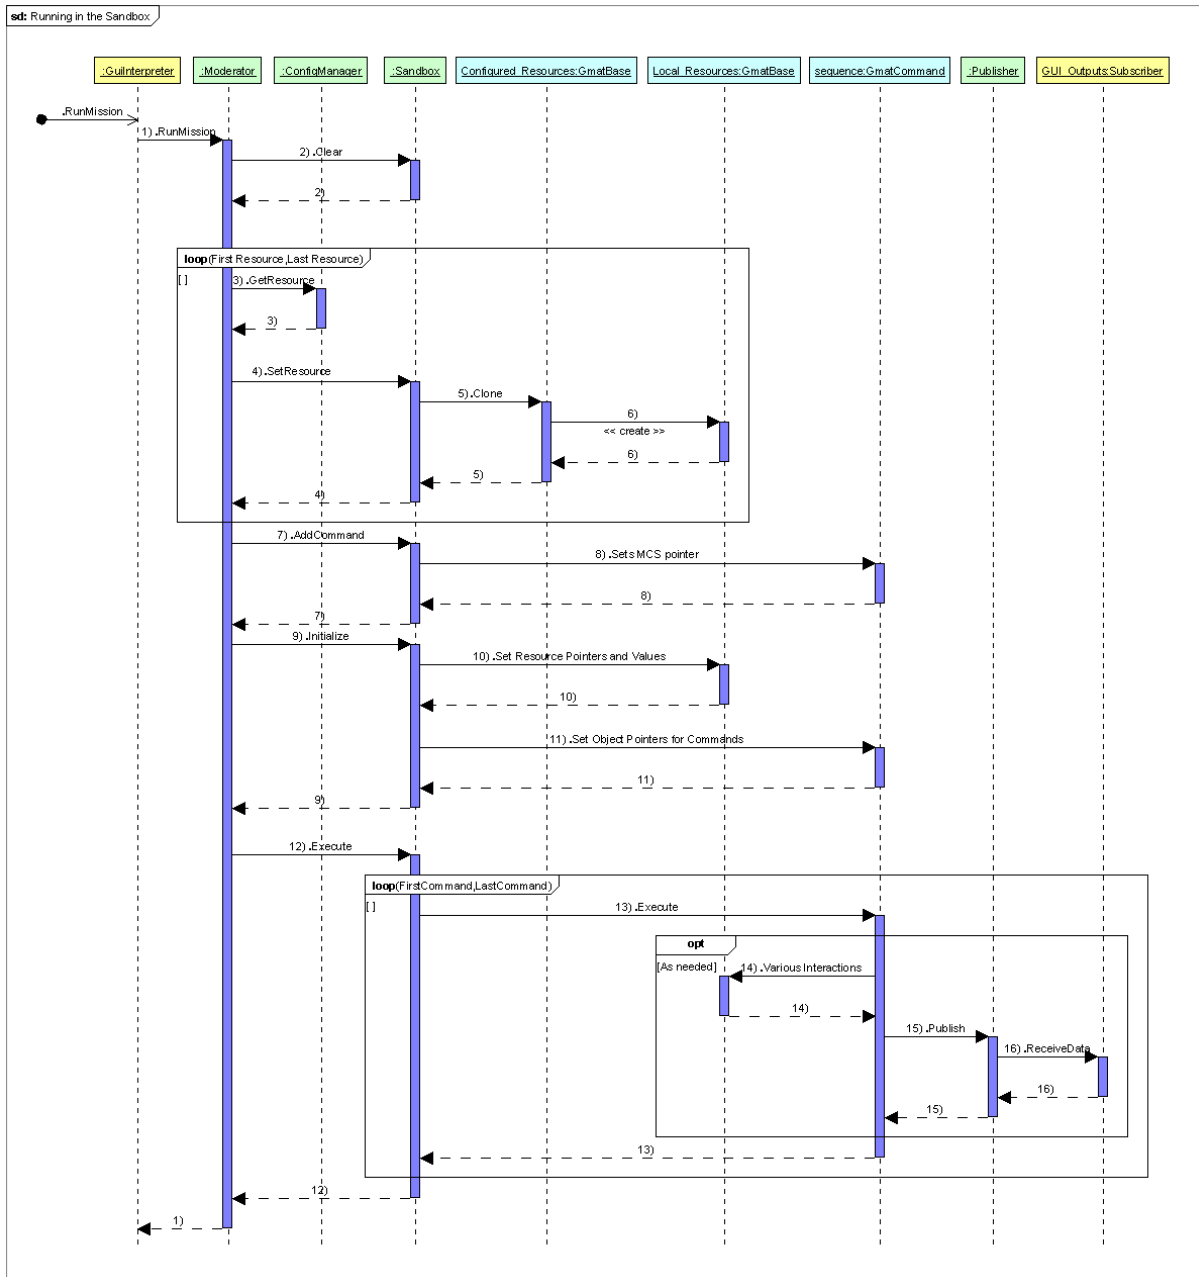 sd: Running in the Sandbox
:GuiInterpreter
:Moderator
:ConfigManager
:Sandbox
Configured_Resources:GmatBase
Local_Resources:GmatBase
sequence:GmatCommand
:Publisher
GUI_Outputs:Subscriber
.RunMission
1) .RunMission
2) .Clear
2)
loop(First Resource,Last Resource)
[ ]
3) .GetResource
3)
4) .SetResource
5) .Clone
6)
<< create >>
6)
5)
4)
7) .AddCommand
8) .Sets MCS pointer
8)
7)
9) .Initialize
10) .Set Resource Pointers and Values
10)
11) .Set Object Pointers for Commands
11)
9)
12) .Execute
loop(FirstCommand,LastCommand)
[ ]
13) .Execute
opt
[As needed]
14) .Various Interactions
14)
15) .Publish
16) .ReceiveData
16)
15)
13)
12)
1)